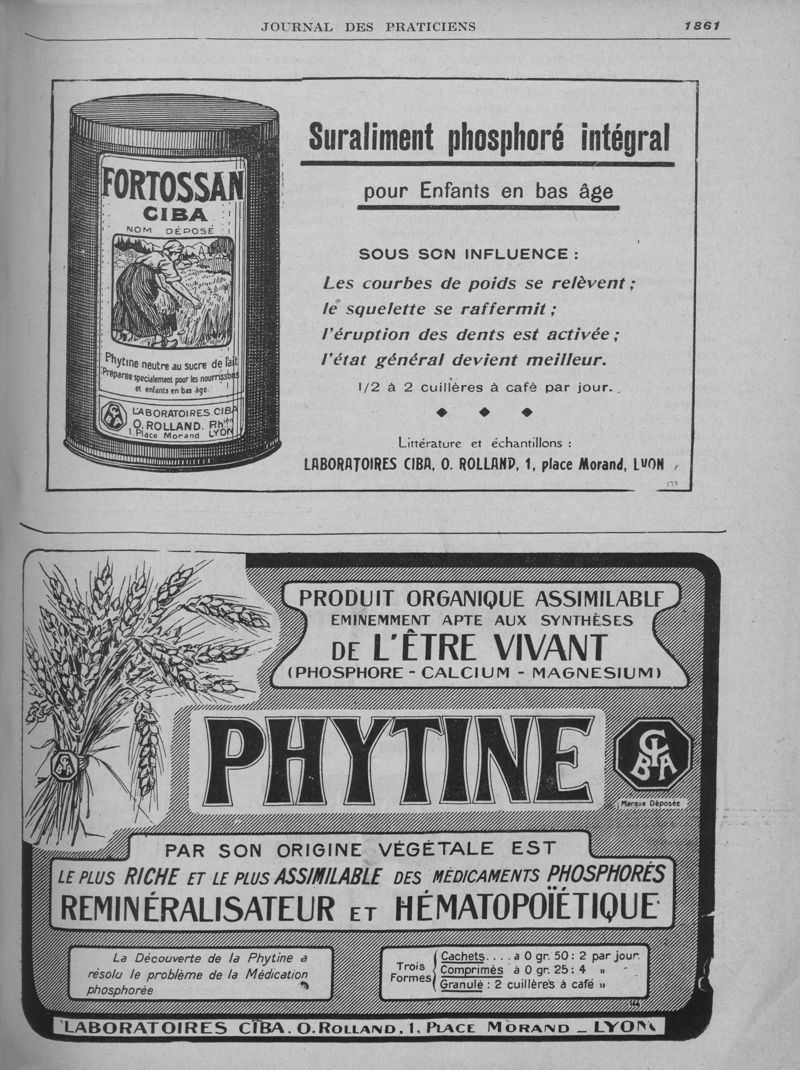 JOURNAL DES PRATICIENS
1861
FORTOSSAN
CIBA
NOM DÉPOSÉ
Phytine neutre au sucre de lait
Préparée specialement pour les nourrissons
et enfants en bas âge.
CIBA
LABORATOIRES CIBA
O. ROLLAND. Phien
1 Place Morand LYON
Suraliment phosphoré intégral
pour Enfants en bas âge
SOUS SON INFLUENCE :
Les courbes de poids se relèvent ;
le squelette se raffermit ;
l'éruption des dents est activée ;
l'état général devient meilleur.
1/2 à 2 cuillères à café par jour.
Littérature et échantillons :
LABORATOIRES CIBA, O. ROLLAND, 1, place Morand, LYON
175
PRODUIT ORGANIQUE ASSIMILABLE
EMINEMMENT APTE AUX SYNTHÈSES
DE L'ÊTRE VIVANT
(PHOSPHORE - CALCIUM - MAGNESIUM)
CIBA
PHYTINE
CIBA
Marque Déposée
PAR SON ORIGINE VÉGÉTALE EST
LE PLUS RICHE ET LE PLUS ASSIMILABLE DES MÉDICAMENTS PHOSPHORÉS
REMINÉRALISATEUR ET HÉMATOPOÏÉTIQUE
La Découverte de la Phytine a
résolu le problème de la Médication
phosphorée
Trois Formes
Cachets.... à 0 gr. 50 : 2 par jour.
Comprimés à 0 gr. 25 : 4 »
Granulé : 2 cuillères à café »
LABORATOIRES CIBA. O. ROLLAND, 1, PLACE MORAND _ LYON